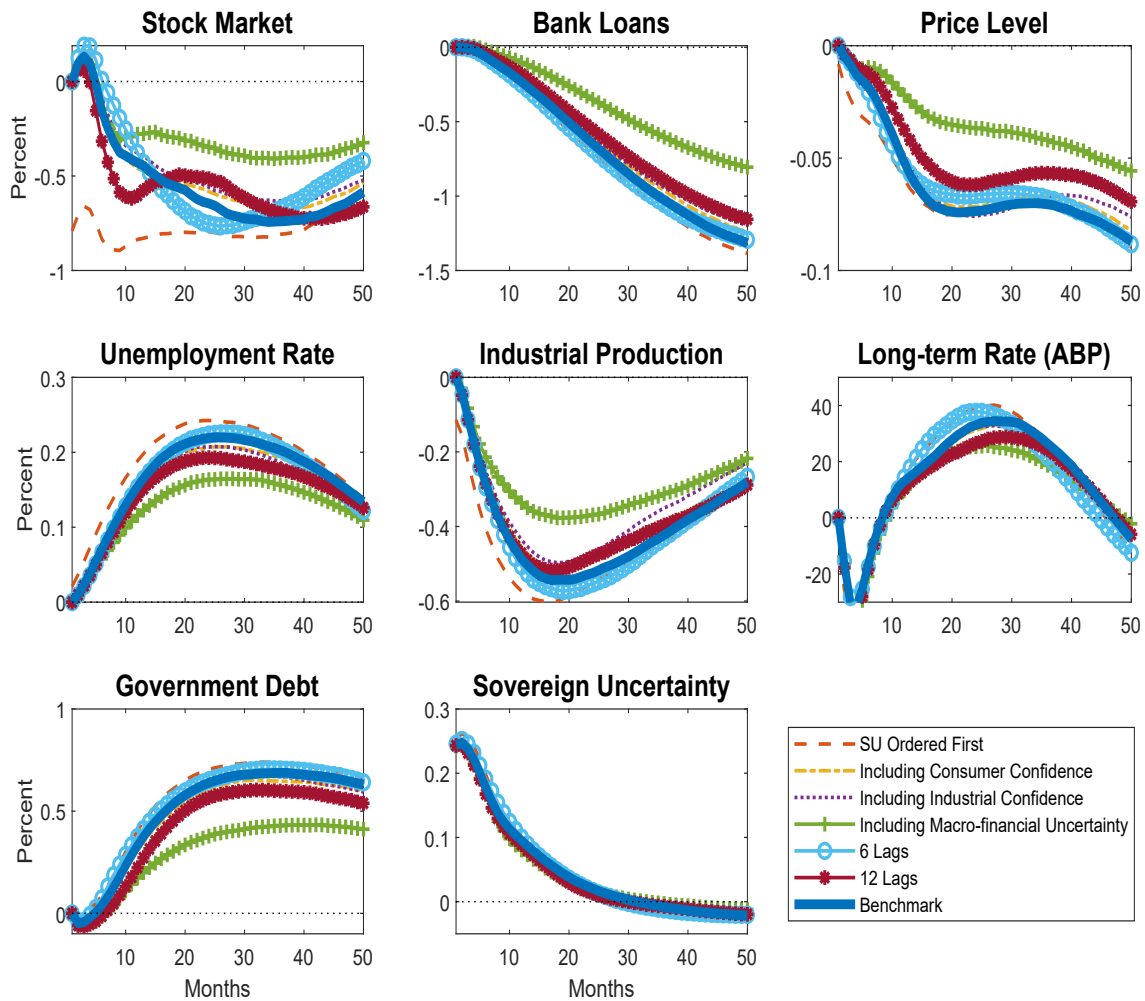 Stock Market
Bank Loans
Price Level
Percent
0
-0.5
-1
10 20 30 40 50
0
-0.5
-1.0
-1.5
10 20 30 40 50
0
-0.05
-0.1
10 20 30 40 50
Unemployment Rate
Industrial Production
Long-term Rate (ABP)
Percent
0.3
0.2
0.1
0
10 20 30 40 50
0
-0.2
-0.4
-0.6
10 20 30 40 50
40
20
0
-20
10 20 30 40 50
Government Debt
Sovereign Uncertainty
Percent
1
0.5
0
10 20 30 40 50
Months
0.3
0.2
0.1
0
10 20 30 40 50
Months
SU Ordered First
Including Consumer Confidence
Including Industrial Confidence
Including Macro-financial Uncertainty
6 Lags
12 Lags
Benchmark